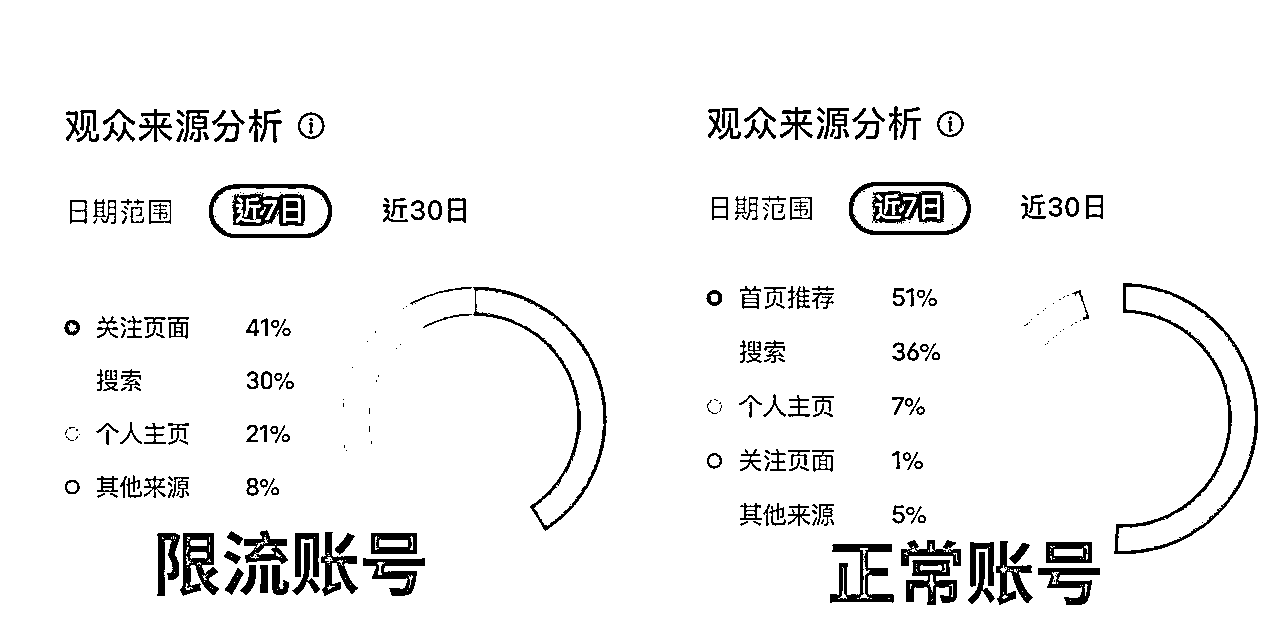 观众来源分析
日期范围 近7日 近30日
关注页面 41%
搜索 30%
个人主页 21%
其他来源 8%
限流账号
观众来源分析
日期范围 近7日 近30日
首页推荐 51%
搜索 36%
个人主页 7%
关注页面 1%
其他来源 5%
正常账号